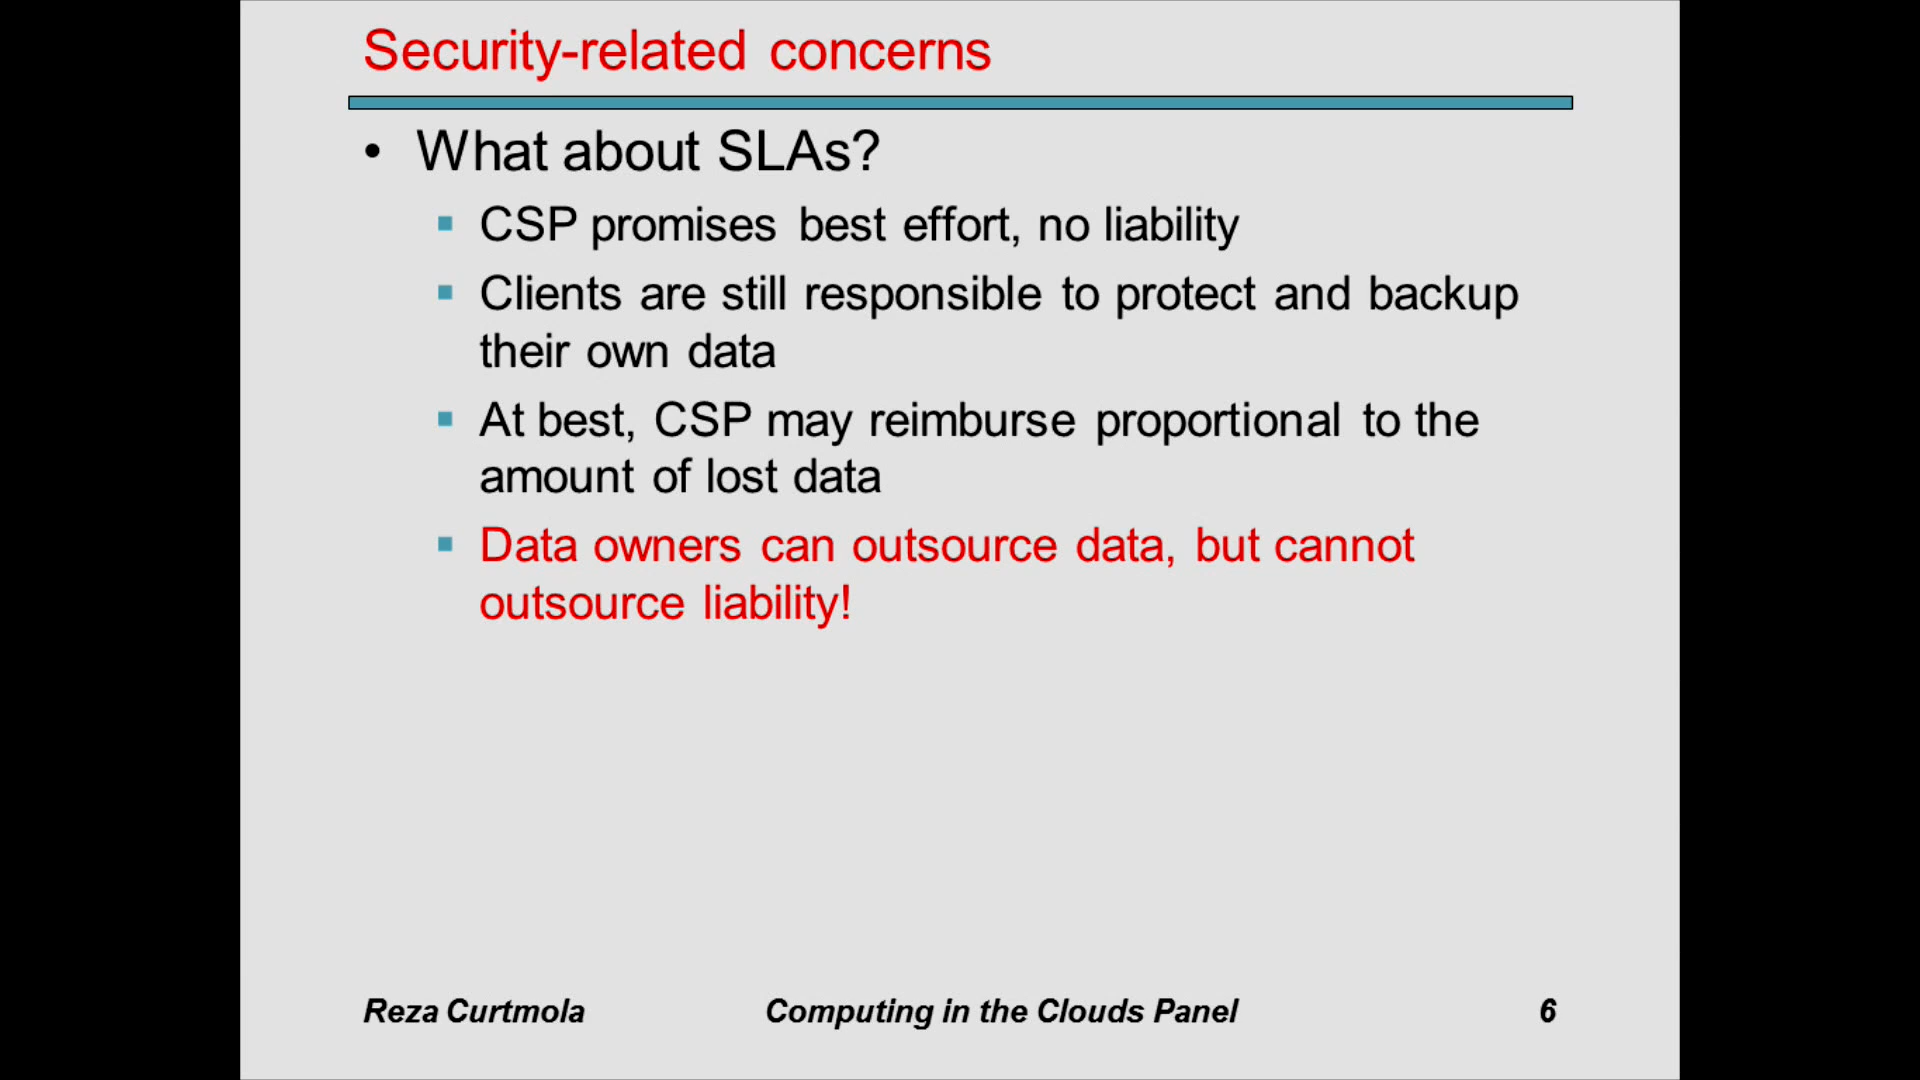 Security-related concerns
• What about SLAs?
▪ CSP promises best effort, no liability
▪ Clients are still responsible to protect and backup
their own data
▪ At best, CSP may reimburse proportional to the
amount of lost data
▪ Data owners can outsource data, but cannot
outsource liability!
Reza Curtmola Computing in the Clouds Panel 6